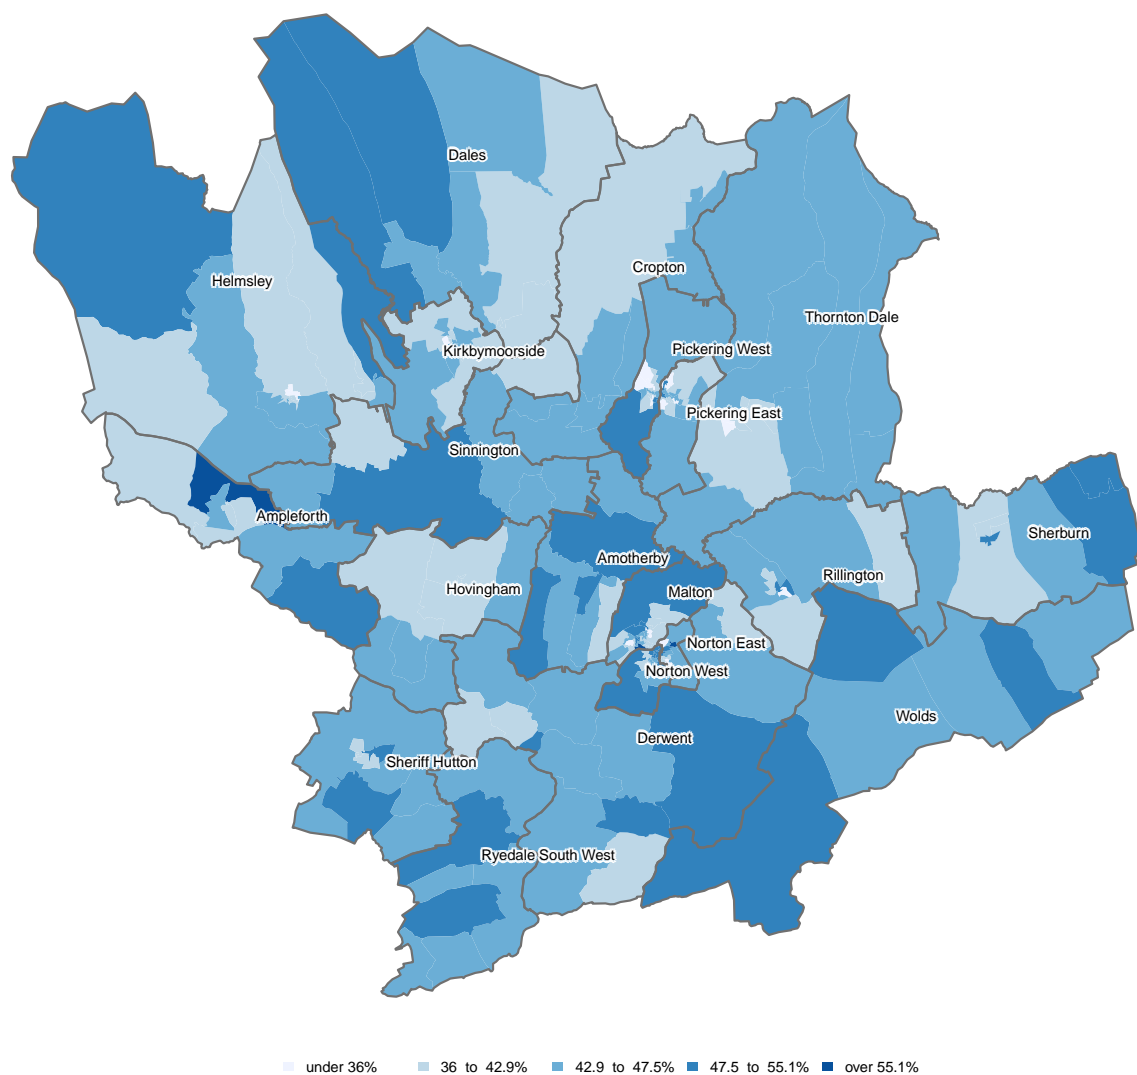 Dales
Cropton
Helmsley
Thornton Dale
Pickering West
Kirkbymoorside
Pickering East
Sinnington
Ampleforth
Sherburn
Amotherby
Rillington
Hovingham
Malton
Norton East
Norton West
Wolds
Derwent
Sheriff Hutton
Ryedale South West
under 36% 36 to 42.9% 42.9 to 47.5% 47.5 to 55.1% over 55.1%